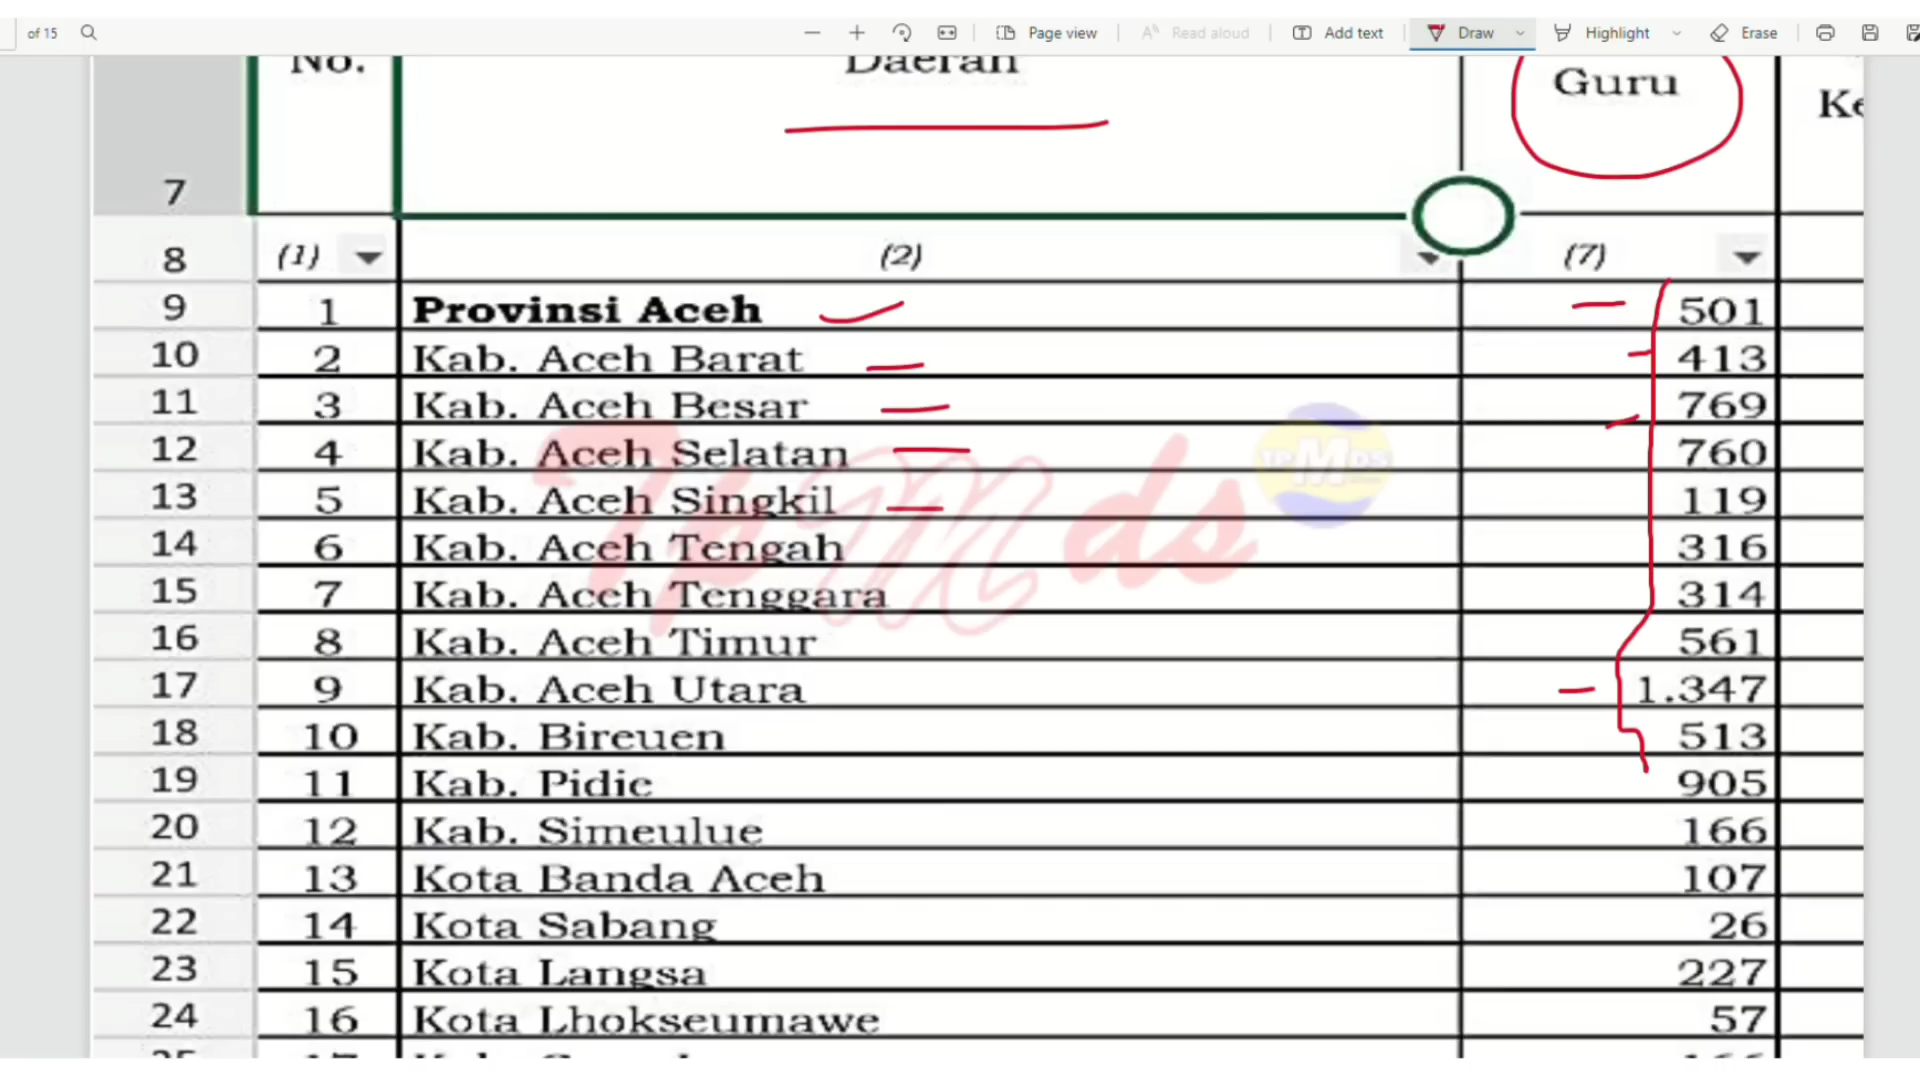 of 15 Page view Read aloud Add text Draw Highlight Erase
No. Daerah Guru
Ke
7
8 (1) (2) (7)
9 1 Provinsi Aceh 501
10 2 Kab. Aceh Barat 413
11 3 Kab. Aceh Besar 769
12 4 Kab. Aceh Selatan 760
13 5 Kab. Aceh Singkil 119
14 6 Kab. Aceh Tengah 316
15 7 Kab. Aceh Tenggara 314
16 8 Kab. Aceh Timur 561
17 9 Kab. Aceh Utara 1.347
18 10 Kab. Bireuen 513
19 11 Kab. Pidie 905
20 12 Kab. Simeulue 166
21 13 Kota Banda Aceh 107
22 14 Kota Sabang 26
23 15 Kota Langsa 227
24 16 Kota Lhokseumawe 57
TpMds
TPMDS